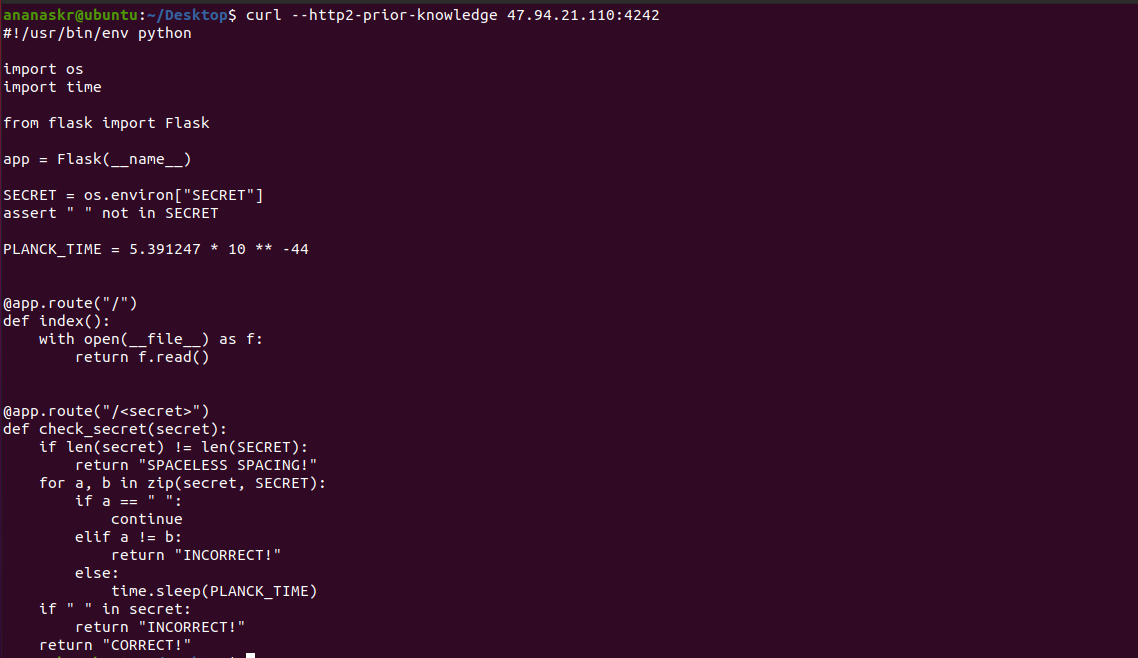 ananaskr@ubuntu:~/Desktop$ curl --http2-prior-knowledge 47.94.21.110:4242
#!/usr/bin/env python

import os
import time

from flask import Flask

app = Flask(__name__)

SECRET = os.environ["SECRET"]
assert " " not in SECRET

PLANCK_TIME = 5.391247 * 10 ** -44


@app.route("/")
def index():
    with open(__file__) as f:
        return f.read()


@app.route("/<secret>")
def check_secret(secret):
    if len(secret) != len(SECRET):
        return "SPACELESS SPACING!"
    for a, b in zip(secret, SECRET):
        if a == " ":
            continue
        elif a != b:
            return "INCORRECT!"
        else:
            time.sleep(PLANCK_TIME)
    if " " in secret:
        return "INCORRECT!"
    return "CORRECT!"